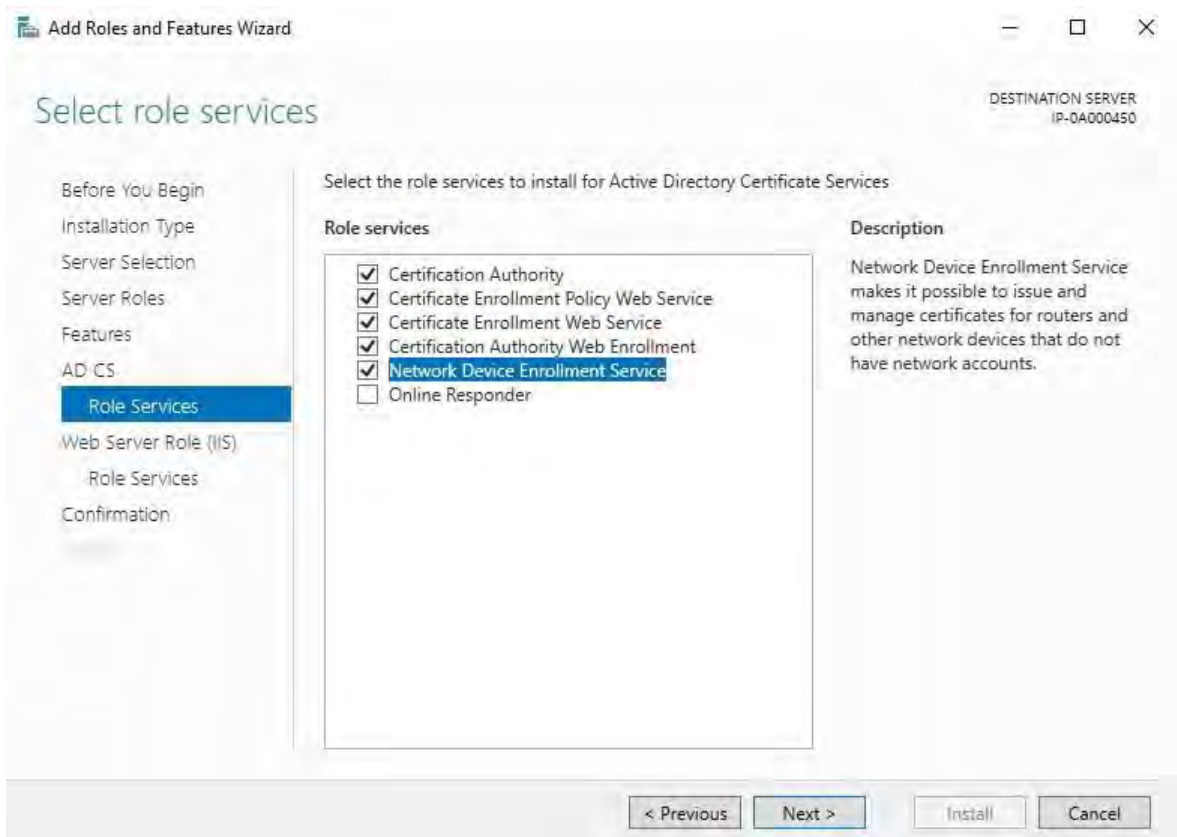 Add Roles and Features Wizard
Select role services
DESTINATION SERVER
IP-0A000450
Before You Begin
Installation Type
Server Selection
Server Roles
Features
AD CS
Role Services
Web Server Role (IIS)
Role Services
Confirmation
Select the role services to install for Active Directory Certificate Services
Role services
Certification Authority
Certificate Enrollment Policy Web Service
Certificate Enrollment Web Service
Certification Authority Web Enrollment
Network Device Enrollment Service
Online Responder
Description
Network Device Enrollment Service
makes it possible to issue and
manage certificates for routers and
other network devices that do not
have network accounts.
< Previous
Next >
Install
Cancel